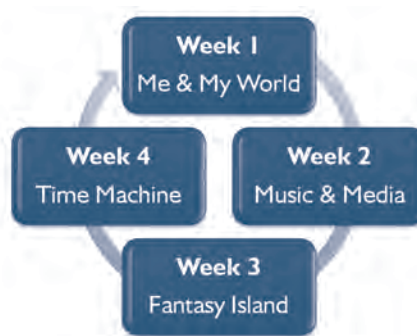 Week 1
Me & My World
Week 2
Music & Media
Week 3
Fantasy Island
Week 4
Time Machine